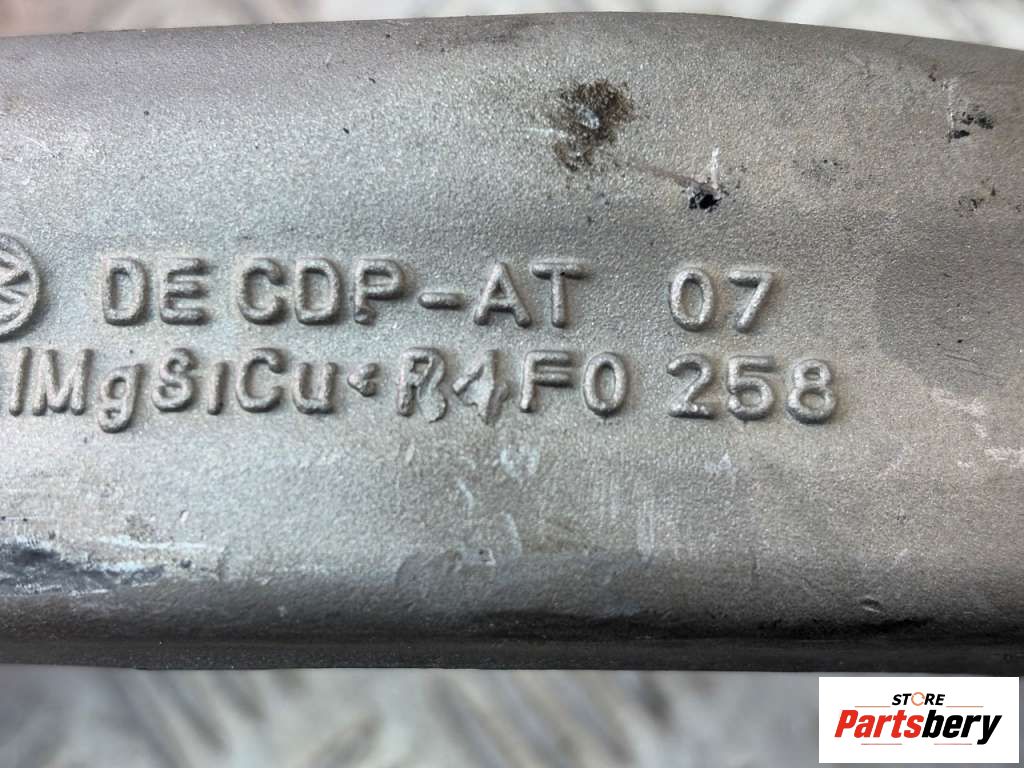 DE CDP-AT 07
lMgSiCu F0 258
STORE
Partsbery